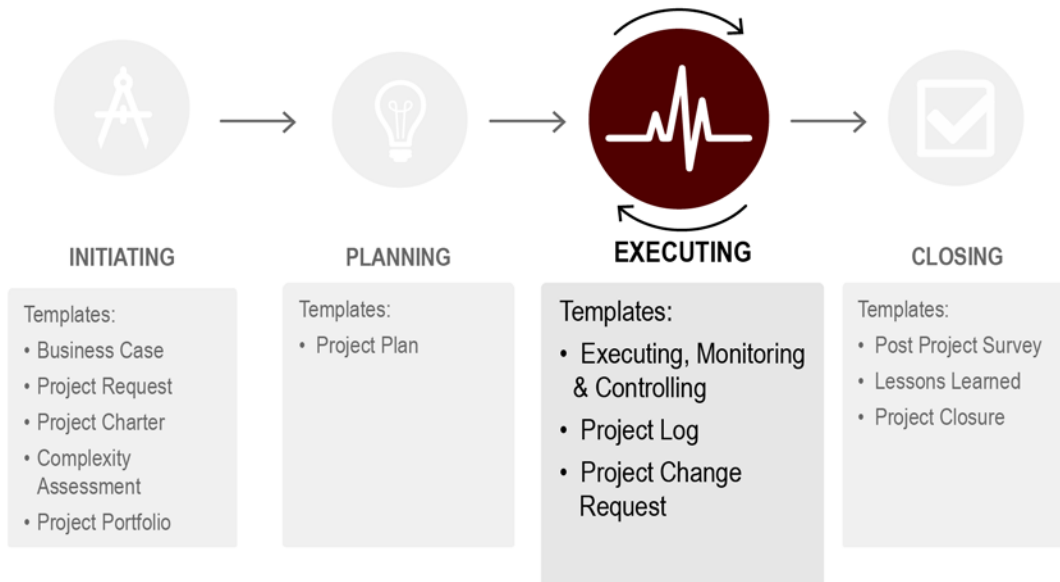 INITIATING
Templates:
• Business Case
• Project Request
• Project Charter
• Complexity
Assessment
• Project Portfolio
PLANNING
Templates:
• Project Plan
EXECUTING
Templates:
• Executing, Monitoring
& Controlling
• Project Log
• Project Change
Request
CLOSING
Templates:
• Post Project Survey
• Lessons Learned
• Project Closure